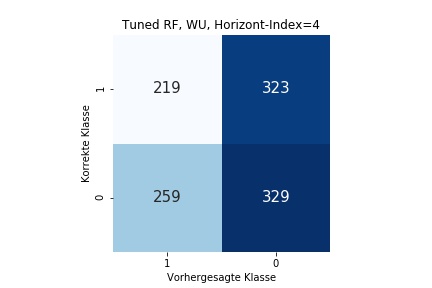 Tuned RF, WU, Horizont-Index=4
Korrekte Klasse
1
219
323
0
259
329
1
0
Vorhergesagte Klasse